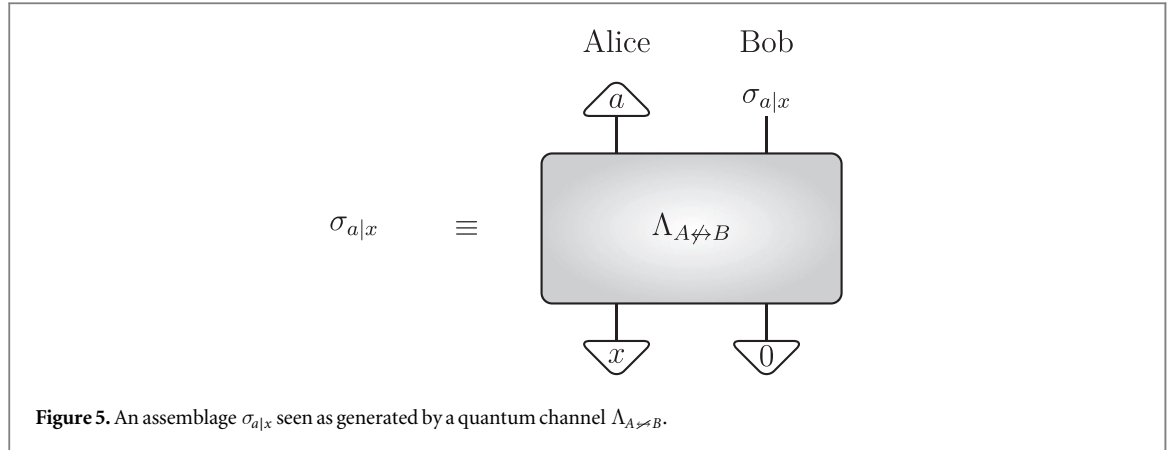 Alice Bob
a σ_{a|x}
σ_{a|x} ≡ Λ_{A↮B}
x 0
Figure 5. An assemblage σ_{a|x} seen as generated by a quantum channel Λ_{A↮B}.